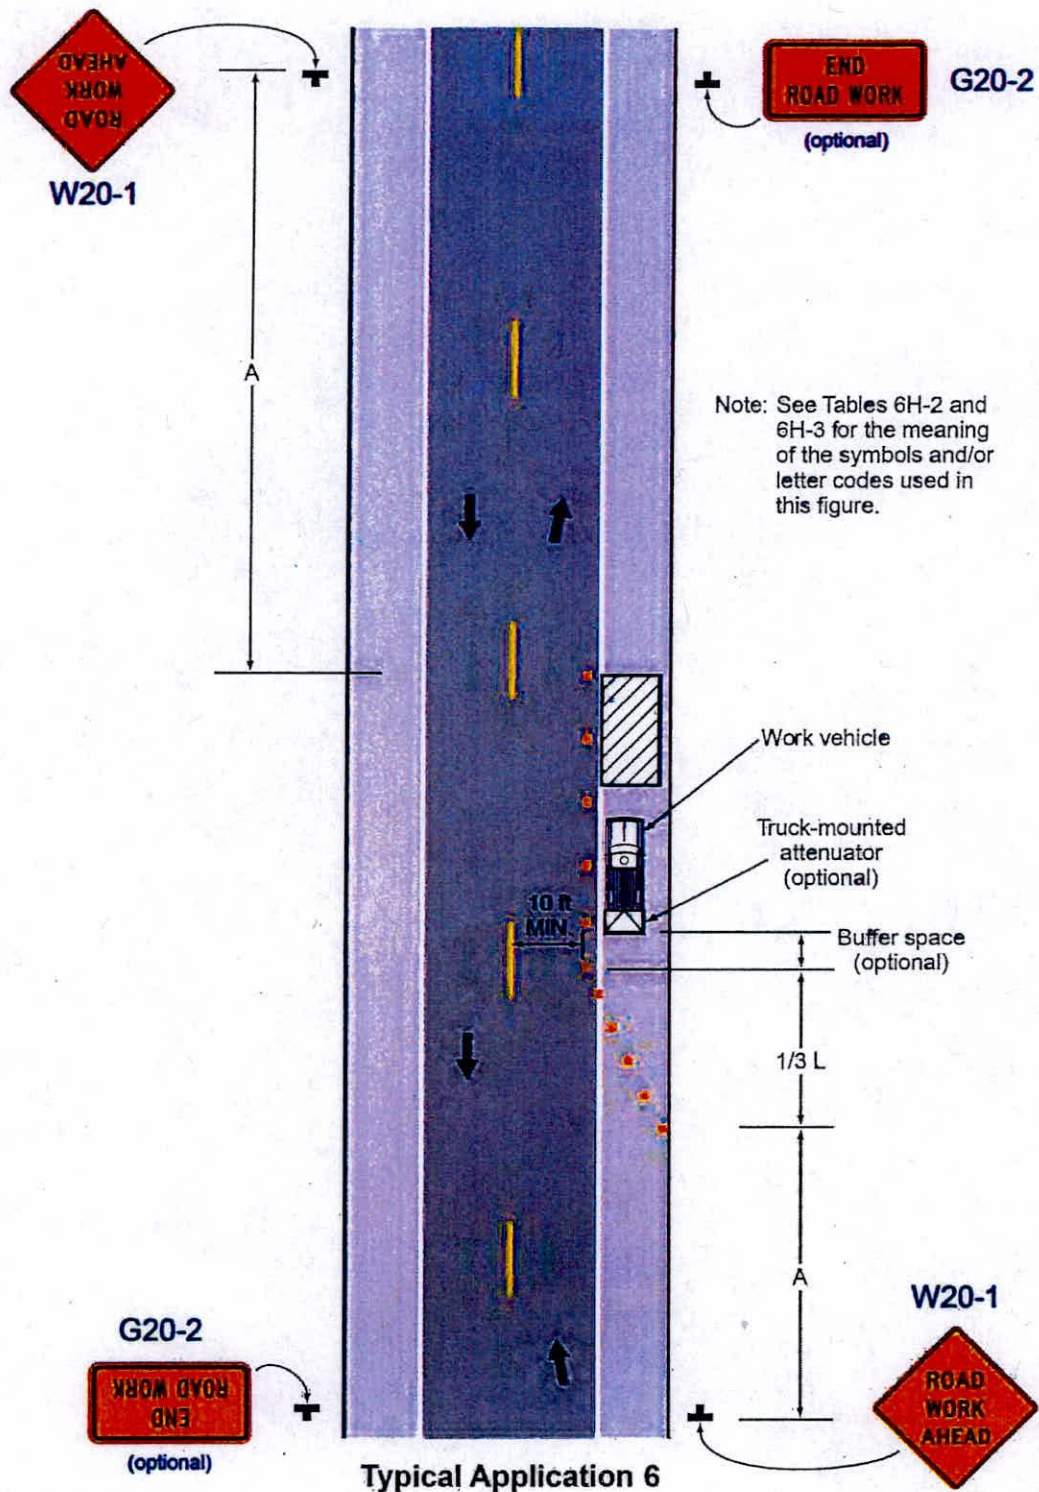 ROAD
WORK
AHEAD
W20-1
END
ROAD WORK
(optional)
G20-2
A
Note: See Tables 6H-2 and
6H-3 for the meaning
of the symbols and/or
letter codes used in
this figure.
Work vehicle
Truck-mounted
attenuator
(optional)
10 ft
MIN.
Buffer space
(optional)
1/3 L
A
G20-2
END
ROAD WORK
(optional)
W20-1
ROAD
WORK
AHEAD
Typical Application 6